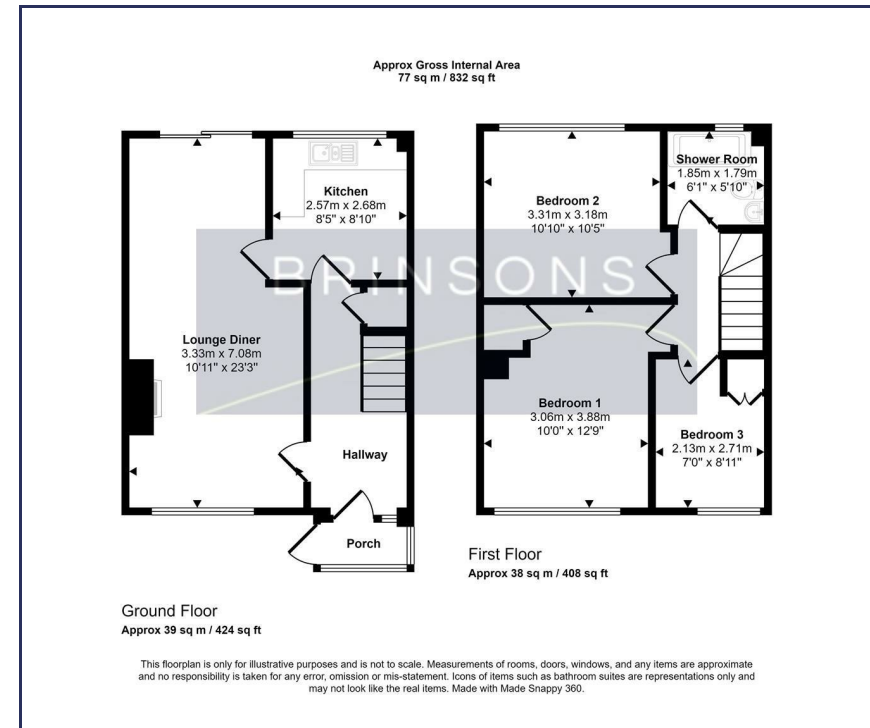 Approx Gross Internal Area
77 sq m / 832 sq ft
Kitchen
2.57m x 2.68m
8'5" x 8'10"
Lounge Diner
3.33m x 7.08m
10'11" x 23'3"
Hallway
Porch
Ground Floor
Approx 39 sq m / 424 sq ft
Shower Room
1.85m x 1.79m
6'1" x 5'10"
Bedroom 2
3.31m x 3.18m
10'10" x 10'5"
Bedroom 1
3.06m x 3.88m
10'0" x 12'9"
Bedroom 3
2.13m x 2.71m
7'0" x 8'11"
First Floor
Approx 38 sq m / 408 sq ft
BRINSONS
This floorplan is only for illustrative purposes and is not to scale. Measurements of rooms, doors, windows, and any items are approximate
and no responsibility is taken for any error, omission or mis-statement. Icons of items such as bathroom suites are representations only and
may not look like the real items. Made with Made Snappy 360.